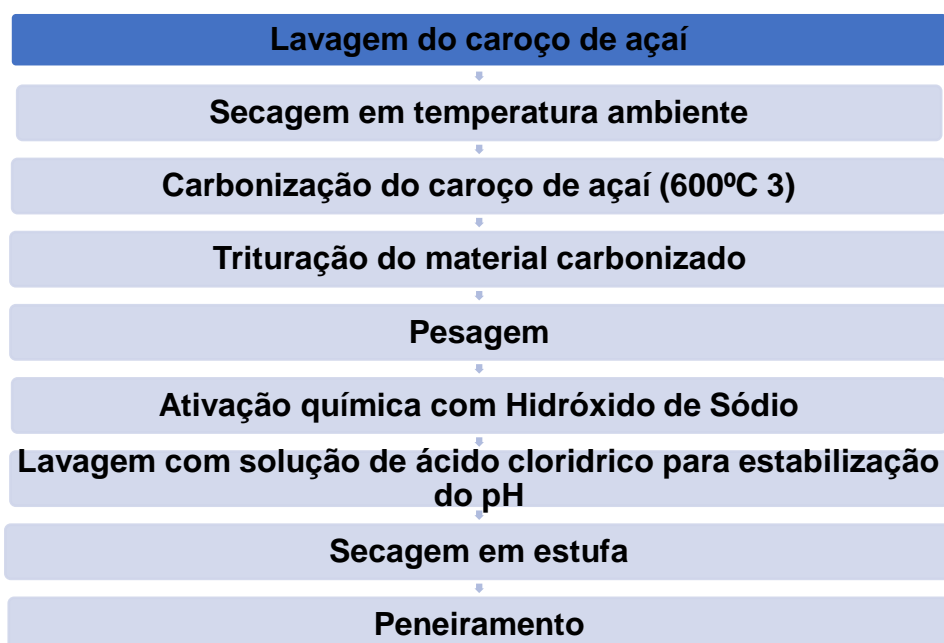 Lavagem do caroço de açaí
Secagem em temperatura ambiente
Carbonização do caroço de açaí (600ºC 3)
Trituração do material carbonizado
Pesagem
Ativação química com Hidróxido de Sódio
Lavagem com solução de ácido cloridrico para estabilização
do pH
Secagem em estufa
Peneiramento